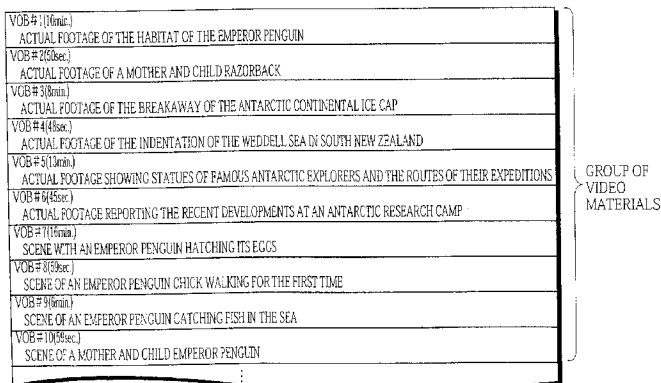 VOB#1(10min.)
ACTUAL FOOTAGE OF THE HABITAT OF THE EMPEROR PENGUIN
VOB#2(50sec.)
ACTUAL FOOTAGE OF A MOTHER AND CHILD RAZORBACK
VOB#3(8min.)
ACTUAL FOOTAGE OF THE BREAKAWAY OF THE ANTARCTIC CONTINENTAL ICE CAP
VOB#4(48sec.)
ACTUAL FOOTAGE OF THE INDENTATION OF THE WEDDELL SEA IN SOUTH NEW ZEALAND
VOB#5(13min.)
ACTUAL FOOTAGE SHOWING STATUES OF FAMOUS ANTARCTIC EXPLORERS AND THE ROUTES OF THEIR EXPEDITIONS
VOB#6(45sec.)
ACTUAL FOOTAGE REPORTING THE RECENT DEVELOPMENTS AT AN ANTARCTIC RESEARCH CAMP
VOB#7(16min.)
SCENE WITH AN EMPEROR PENGUIN HATCHING ITS EGGS
VOB#8(59sec.)
SCENE OF AN EMPEROR PENGUIN CHICK WALKING FOR THE FIRST TIME
VOB#9(6min.)
SCENE OF AN EMPEROR PENGUIN CATCHING FISH IN THE SEA
VOB#10(59sec.)
SCENE OF A MOTHER AND CHILD EMPEROR PENGUIN
GROUP OF
VIDEO
MATERIALS